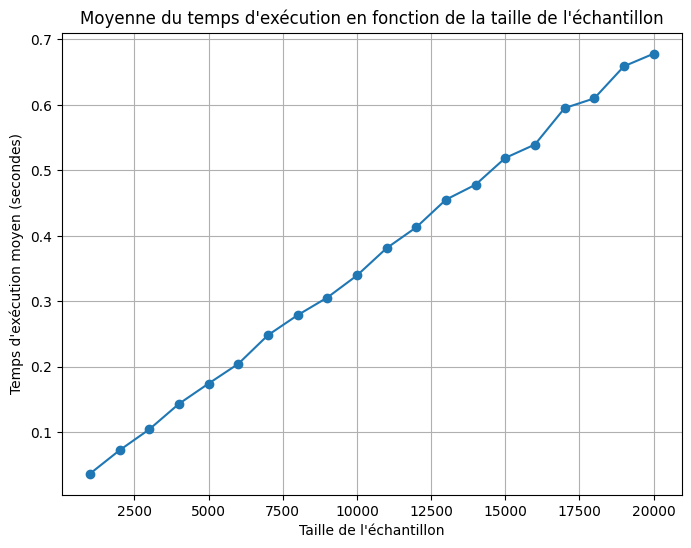 Moyenne du temps d'exécution en fonction de la taille de l'échantillon
Temps d'exécution moyen (secondes)
0.7
0.6
0.5
0.4
0.3
0.2
0.1
2500 5000 7500 10000 12500 15000 17500 20000
Taille de l'échantillon